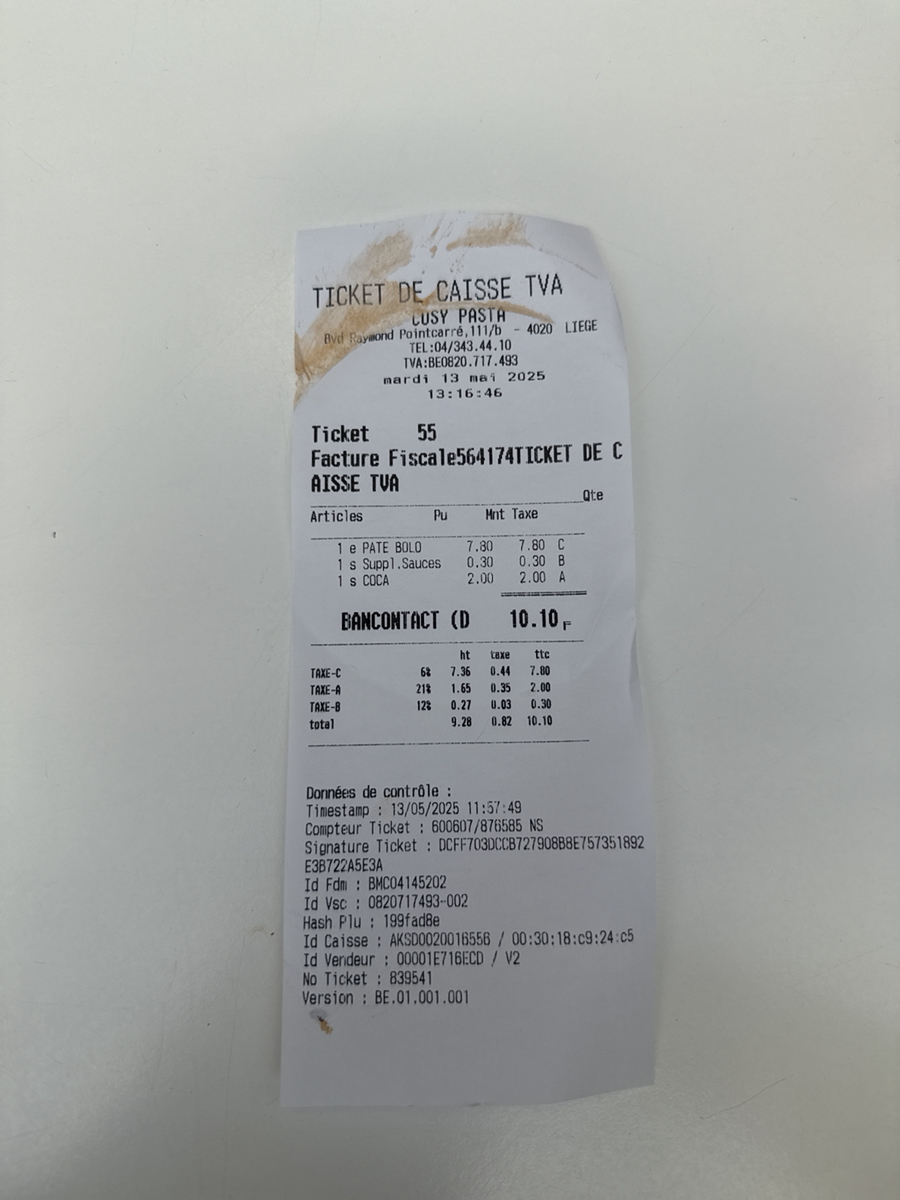 TICKET DE CAISSE TVA
COSY PASTA
Bvd Raymond Pointcarré,111/b - 4020 LIEGE
TEL:04/343.44.10
TVA:BE0820.717.493
mardi 13 mai 2025
13:16:46
Ticket 55
Facture Fiscale564174TICKET DE C
AISSE TVA
Qte
Articles Pu Mnt Taxe
1 e PATE BOLO 7.80 7.80 C
1 s Suppl.Sauces 0.30 0.30 B
1 s COCA 2.00 2.00 A
BANCONTACT (D 10.10
ht taxe ttc
TAXE-C 6% 7.36 0.44 7.80
TAXE-A 21% 1.65 0.35 2.00
TAXE-B 12% 0.27 0.03 0.30
total 9.28 0.82 10.10
Données de contrôle :
Timestamp : 13/05/2025 11:57:49
Compteur Ticket : 600607/876585 NS
Signature Ticket : DCFF703DCCB727908B8E757351892
E3B722A5E3A
Id Fdm : BMC04145202
Id Vsc : 0820717493-002
Hash Plu : 199fad8e
Id Caisse : AKSD0020016556 / 00:30:18:c9:24:c5
Id Vendeur : 00001E716ECD / V2
No Ticket : 839541
Version : BE.01.001.001